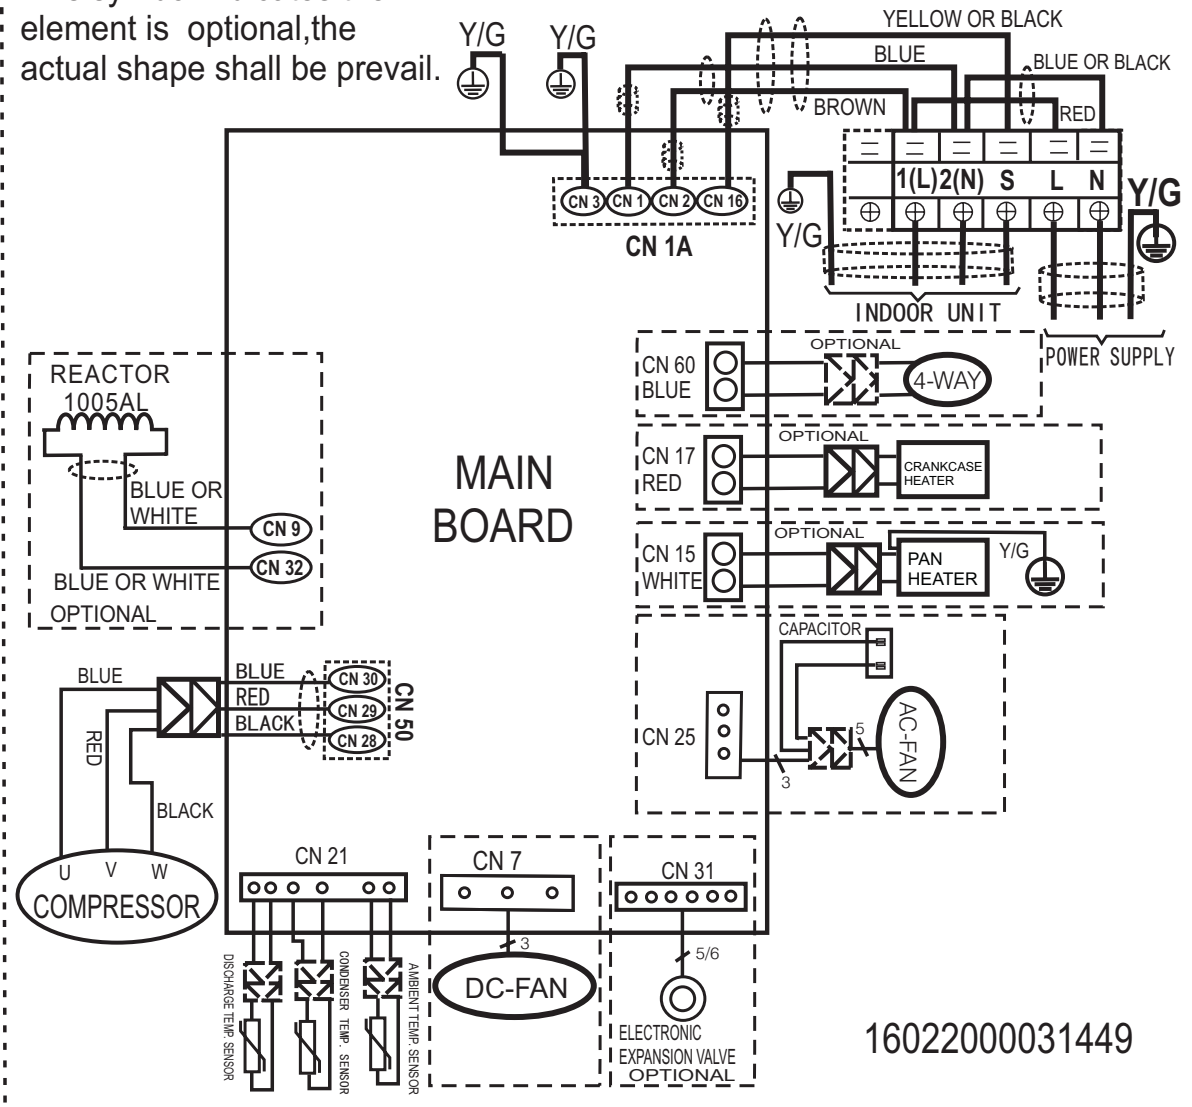 element is optional,the
actual shape shall be prevail.
Y/G
Y/G
YELLOW OR BLACK
BLUE
BLUE OR BLACK
BROWN
RED
1(L) 2(N) S L N
Y/G
Y/G
CN 3 CN 1 CN 2 CN 16
CN 1A
INDOOR UNIT
POWER SUPPLY
REACTOR
1005AL
BLUE OR
WHITE
CN 9
CN 32
BLUE OR WHITE
OPTIONAL
MAIN
BOARD
CN 60
BLUE
OPTIONAL
4-WAY
CN 17
RED
OPTIONAL
CRANKCASE
HEATER
CN 15
WHITE
OPTIONAL
PAN
HEATER
Y/G
CAPACITOR
CN 25
3
5
AC-FAN
BLUE
RED
BLACK
BLUE
RED
BLACK
CN 30
CN 29
CN 28
CN 50
U V W
COMPRESSOR
CN 21
DISCHARGE TEMP. SENSOR
CONDENSER TEMP. SENSOR
AMBIENT TEMP. SENSOR
CN 7
3
DC-FAN
CN 31
5/6
ELECTRONIC
EXPANSION VALVE
OPTIONAL
16022000031449